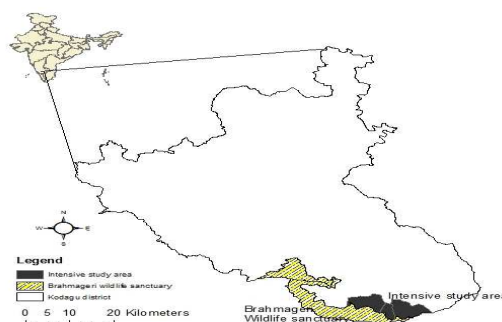 N
W E
S
Legend
Intensive study area
Brahmageri wildlife sanctuary
Kodagu district
0 5 10 20 Kilometers
Intensive study area
Brahmageri
Wildlife sanctuary